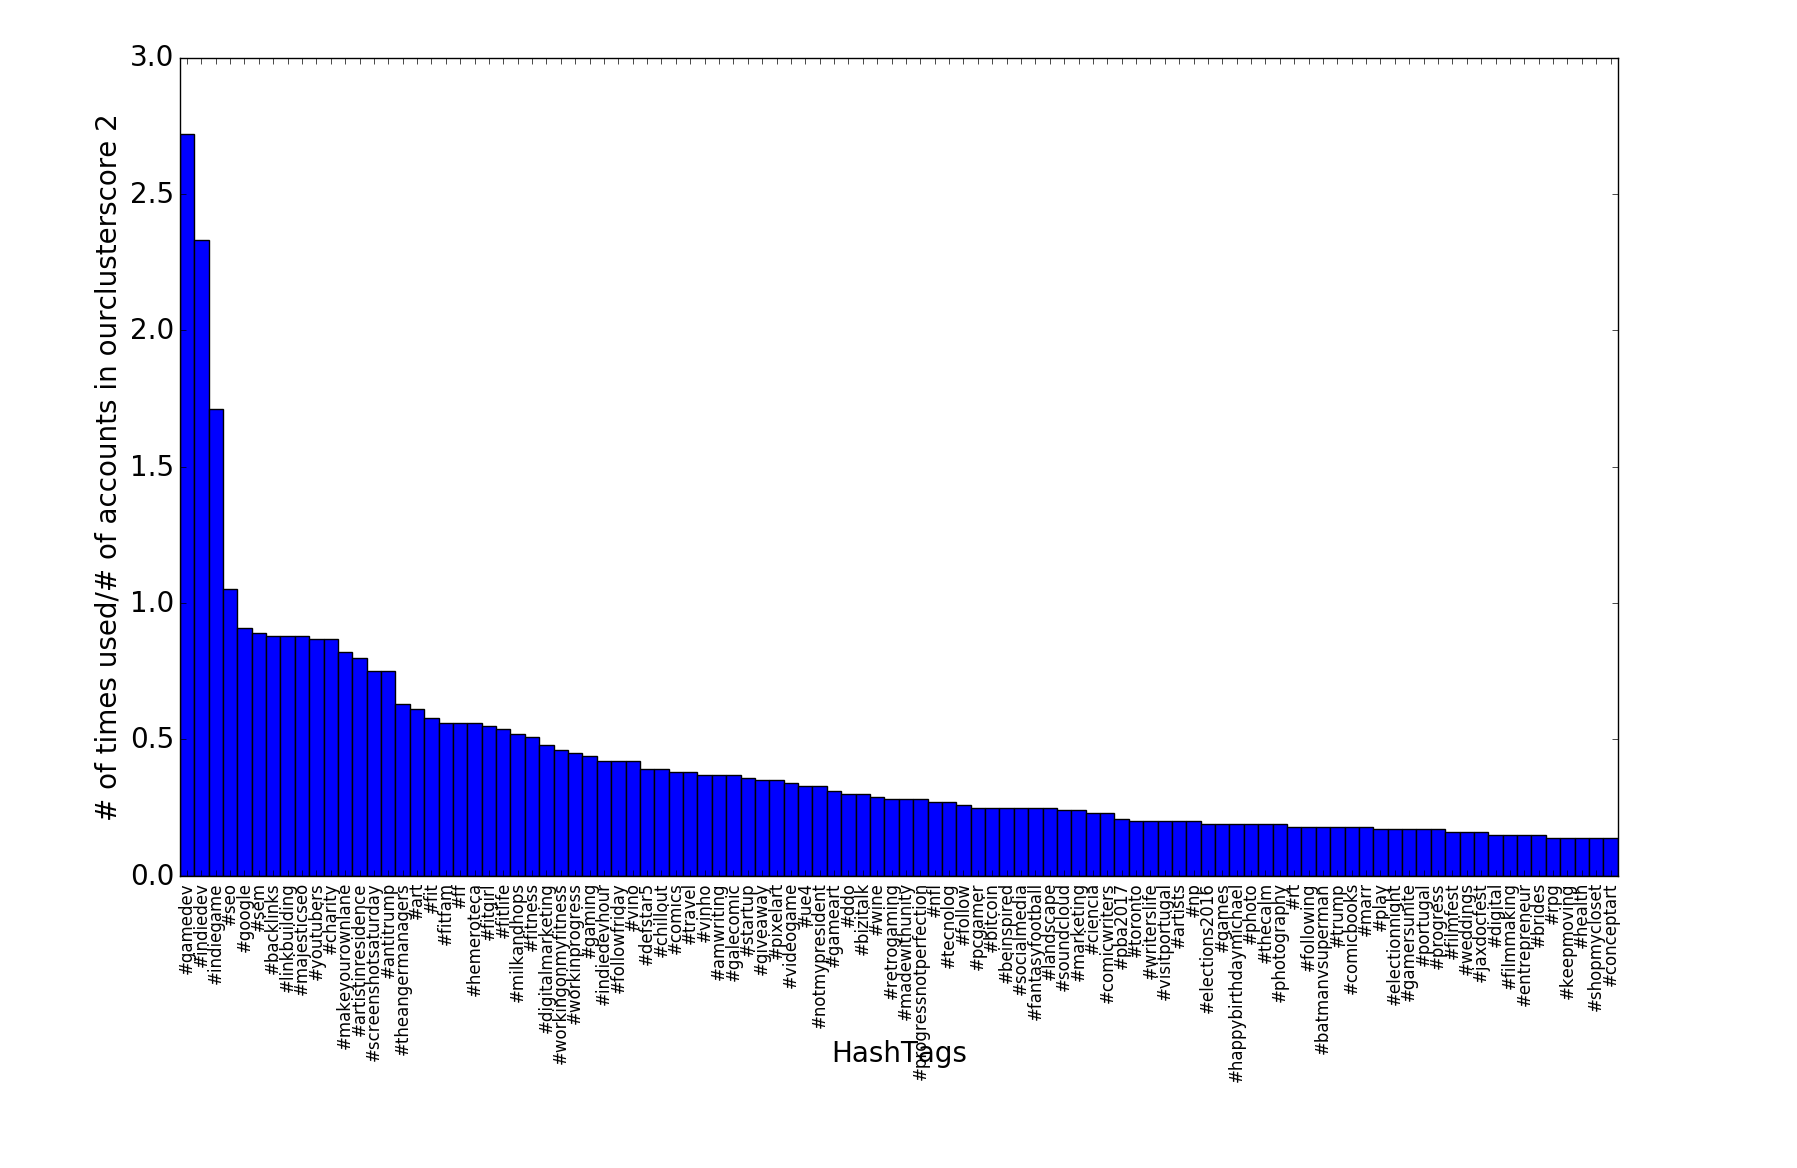 3.0
2.5
2.0
1.5
1.0
0.5
0.0
# of times used/# of accounts in ourclusterscore 2
#gamedev
#indiedev
#indiegame
#seo
#google
#sem
#backlinks
#linkbuilding
#majesticseo
#youtubers
#charity
#makeyourownlane
#artistinresidence
#screenshotsaturday
#antitrump
#theangermanagers
#art
#fit
#fitfam
#ff
#hemeroteca
#fitgirl
#fitlife
#milkandhops
#fitness
#digitalmarketing
#workingonmyfitness
#workinprogress
#gaming
#indiedevhour
#followfriday
#vino
#defstar5
#chillout
#comics
#travel
#vinho
#amwriting
#galecomic
#startup
#giveaway
#pixelart
#videogame
#ue4
#notmypresident
#gameart
#ddo
#bizitalk
#wine
#retrogaming
#madewithunity
#progressnotperfection
#nfl
#tecnolog
#follow
#pcgamer
#bitcoin
#beinspired
#socialmedia
#fantasyfootball
#landscape
#soundcloud
#marketing
#ciencia
#comicwriters
#pba2017
#toronto
#writerslife
#visitportugal
#artists
#np
#elections2016
#games
#happybirthdaymichael
#photo
#thecalm
#photography
#rt
#following
#batmanvsuperman
#trump
#comicbooks
#marr
#play
#electionnight
#gamersunite
#portugal
#progress
#filmfest
#weddings
#jaxdocfest
#digital
#filmmaking
#entrepreneur
#brides
#rpg
#keepmoving
#health
#shopmycloset
#conceptart
HashTags